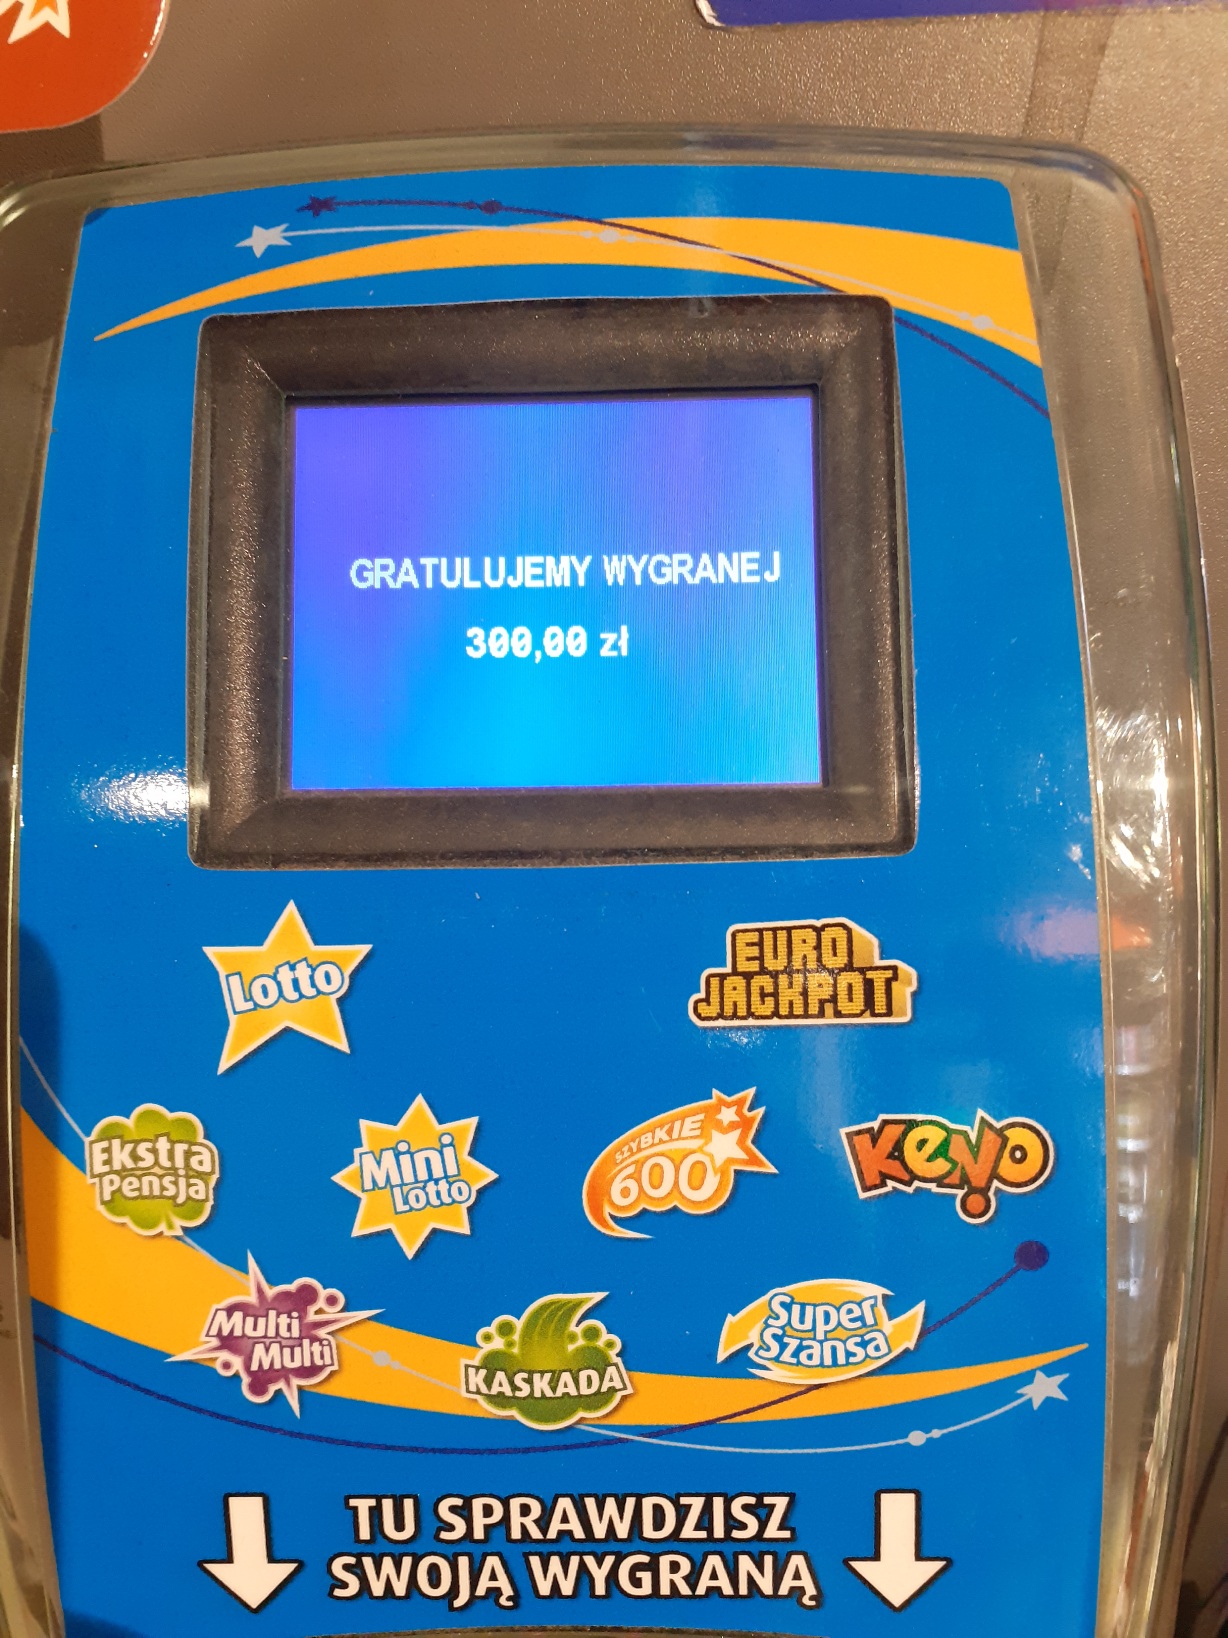 GRATULUJEMY WYGRANEJ
300,00 zł
Lotto
EURO
JACKPOT
Ekstra
Pensja
Mini
Lotto
SZYBKIE
600
KENO
Multi
Multi
KASKADA
Super
Szansa
TU SPRAWDZISZ
SWOJĄ WYGRANĄ